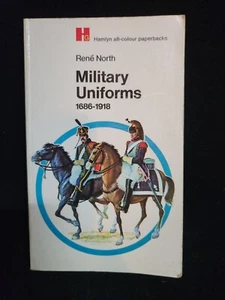 Hamlyn all-colour paperbacks
René North
Military
Uniforms
1686-1918